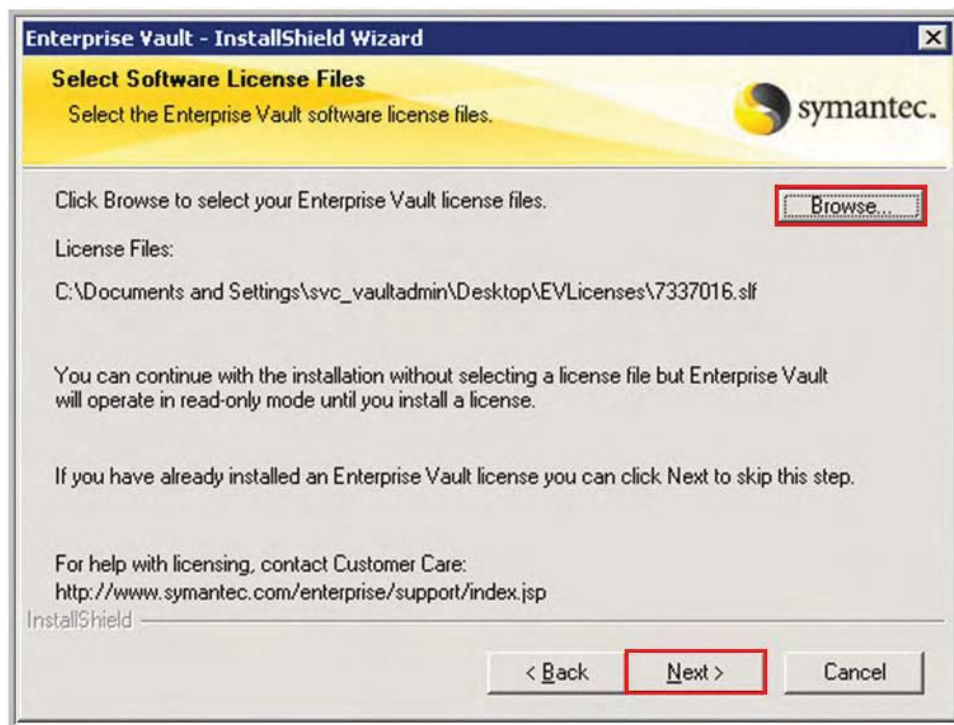 Enterprise Vault - InstallShield Wizard
Select Software License Files
Select the Enterprise Vault software license files.
symantec.
Click Browse to select your Enterprise Vault license files.
Browse...
License Files:
C:\Documents and Settings\svc_vaultadmin\Desktop\EVLicenses\7337016.slf
You can continue with the installation without selecting a license file but Enterprise Vault
will operate in read-only mode until you install a license.
If you have already installed an Enterprise Vault license you can click Next to skip this step.
For help with licensing, contact Customer Care:
http://www.symantec.com/enterprise/support/index.jsp
InstallShield
< Back
Next >
Cancel